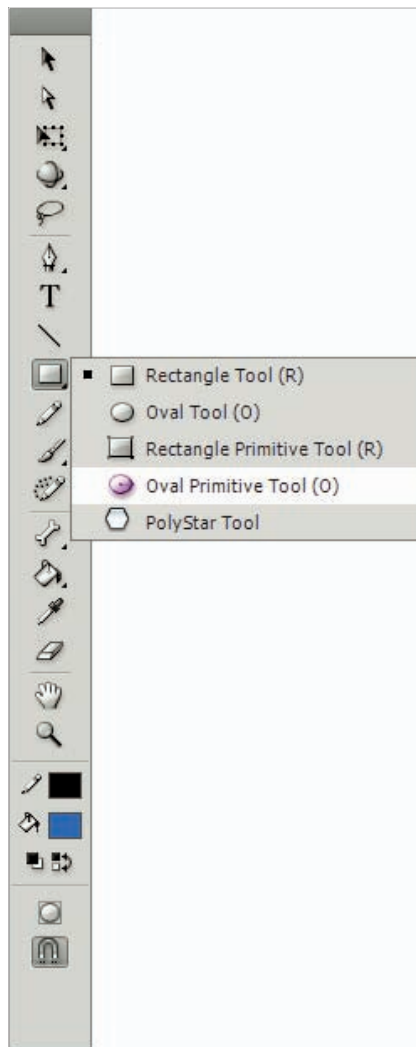 T
Rectangle Tool (R)
Oval Tool (O)
Rectangle Primitive Tool (R)
Oval Primitive Tool (O)
PolyStar Tool